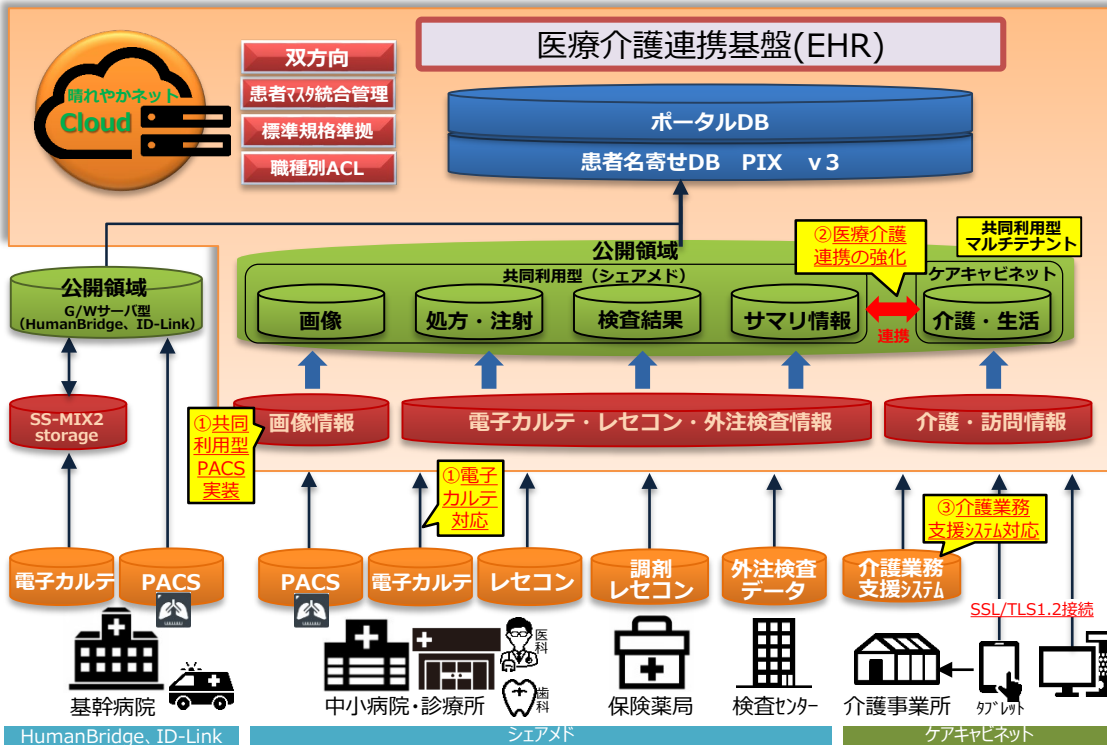 医療介護連携基盤(EHR)
晴れやかネット
Cloud
双方向
患者ﾏｽﾀ統合管理
標準規格準拠
職種別ACL
ポータルDB
患者名寄せDB PIX v3
公開領域
G/Wサーバ型
(HumanBridge、ID-Link)
公開領域
共同利用型（シェアメド）
②医療介護
連携の強化
共同利用型
マルチテナント
ケアキャビネット
画像
処方・注射
検査結果
サマリ情報
連携
介護・生活
SS-MIX2
storage
①共同
利用型
PACS
実装
画像情報
電子カルテ・レセコン・外注検査情報
介護・訪問情報
①電子
カルテ
対応
③介護業務
支援ｼｽﾃﾑ対応
電子カルテ
PACS
PACS
電子カルテ
レセコン
調剤
レセコン
外注検査
データ
介護業務
支援ｼｽﾃﾑ
SSL/TLS1.2接続
医科
歯科
基幹病院
中小病院・診療所
保険薬局
検査ｾﾝﾀｰ
介護事業所
ﾀﾌﾞﾚｯﾄ
HumanBridge、ID-Link
シェアメド
ケアキャビネット